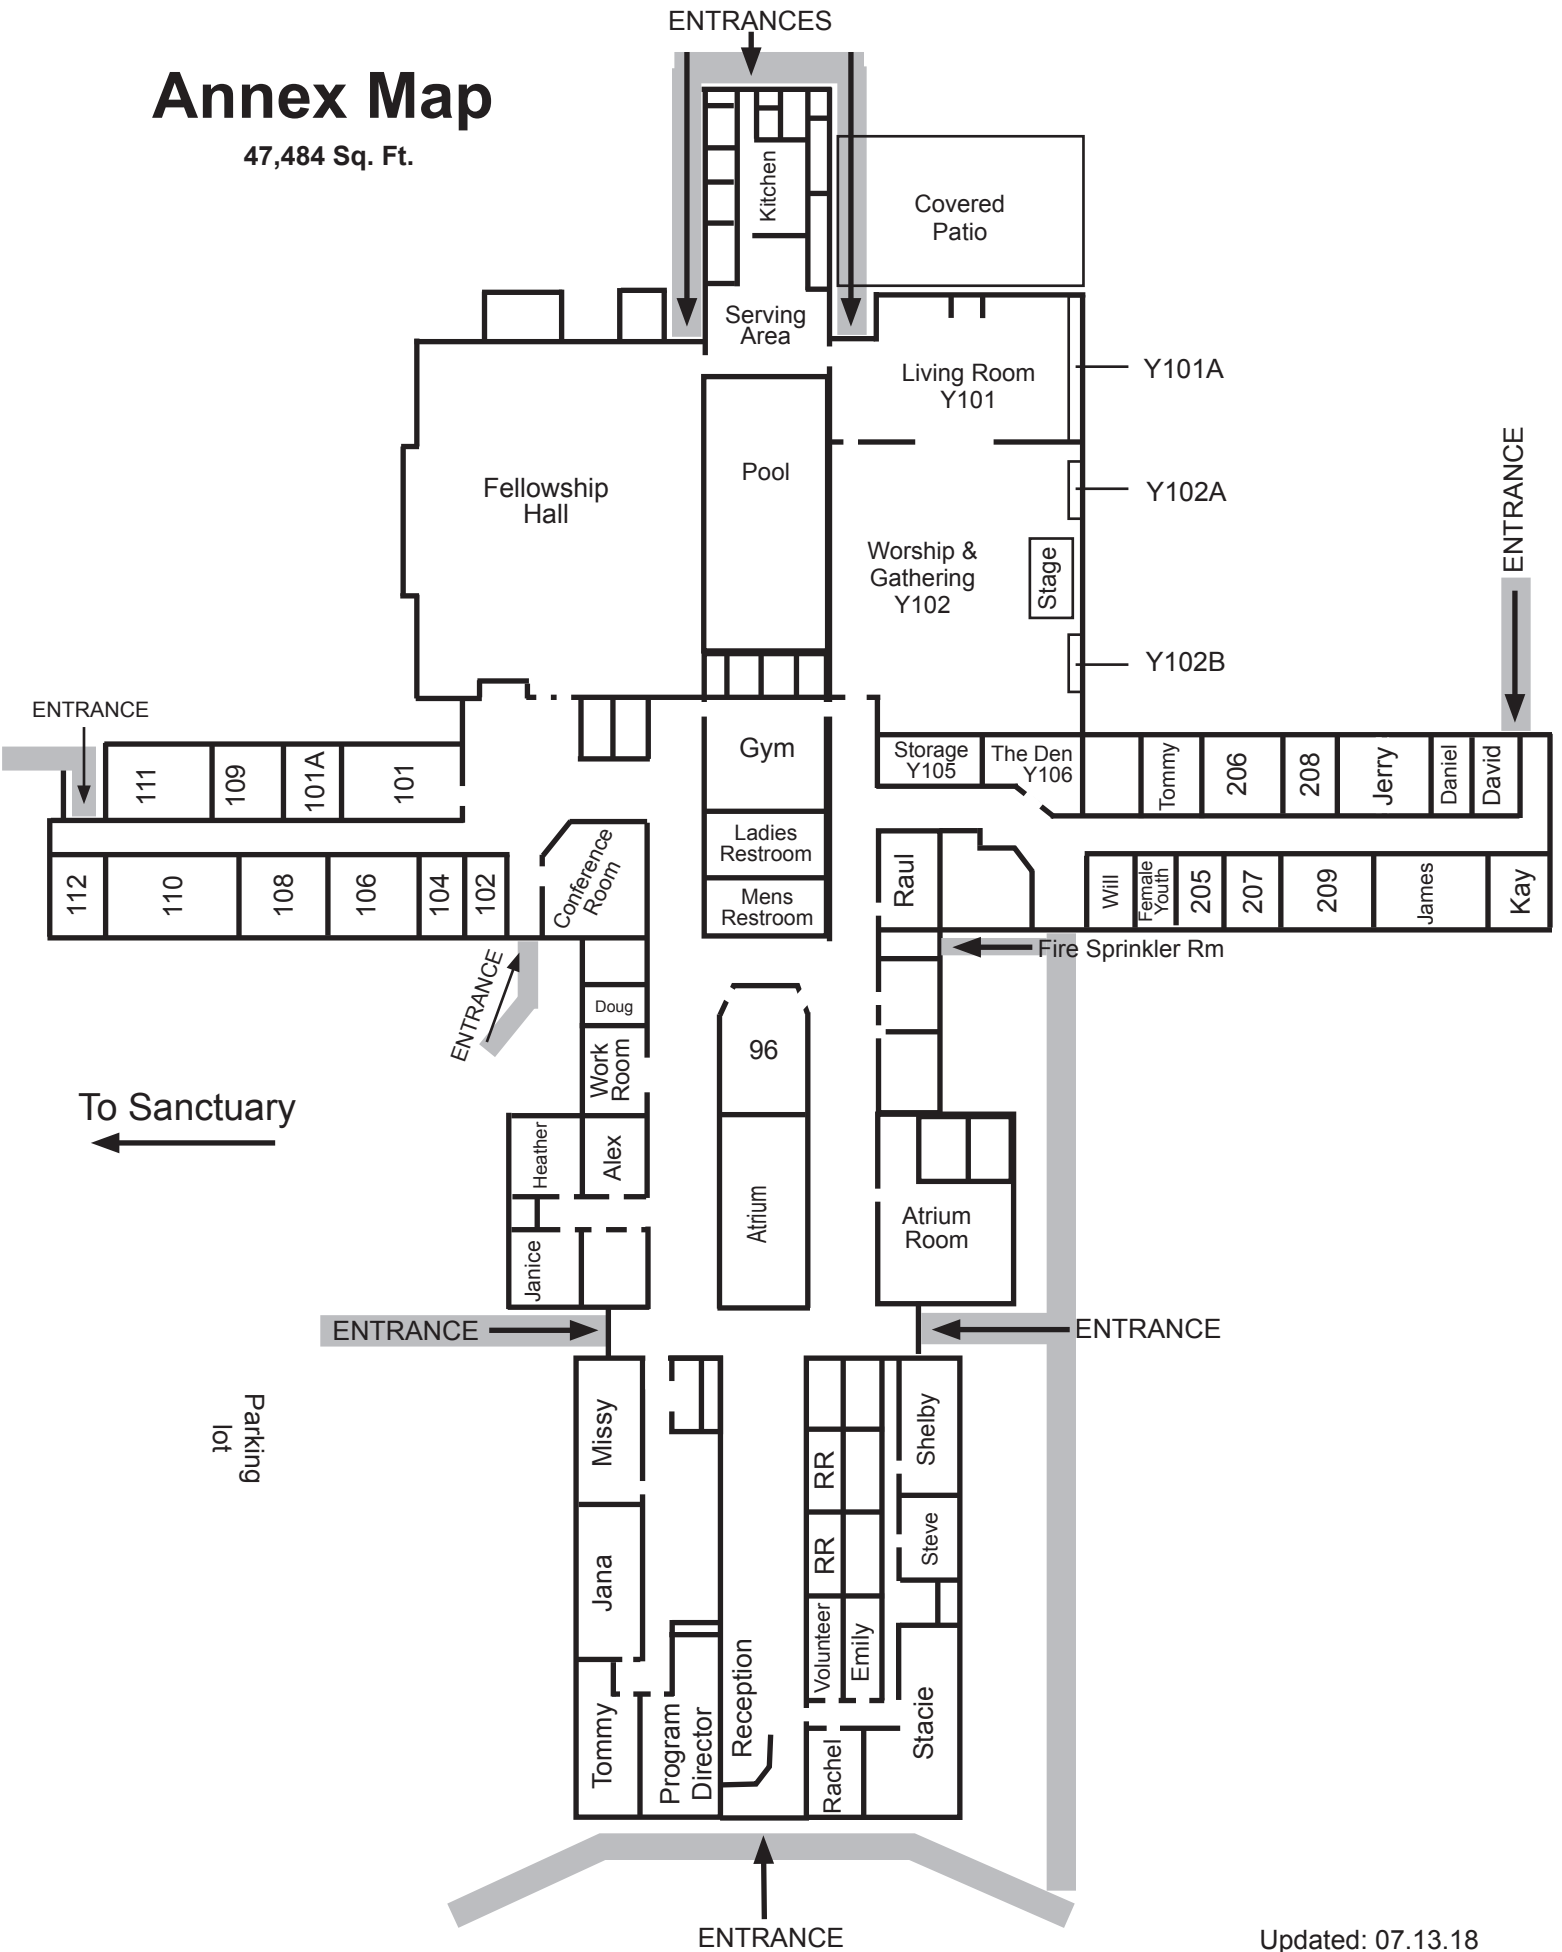 ENTRANCES
Annex Map
47,484 Sq. Ft.
Kitchen
Covered
Patio
Serving
Area
Living Room
Y101
Y101A
Fellowship
Hall
Pool
Y102A
ENTRANCE
Worship &
Gathering
Y102
Stage
Y102B
ENTRANCE
111
109
101A
101
Gym
Storage
Y105
The Den
Y106
Tommy
206
208
Jerry
Daniel
David
Ladies
Restroom
Mens
Restroom
112
110
108
106
104
102
Conference
Room
Raul
Will
Female
Youth
205
207
209
James
Kay
Fire Sprinkler Rm
ENTRANCE
Doug
Work
Room
96
To Sanctuary
Heather
Alex
Atrium
Atrium
Room
Janice
ENTRANCE
ENTRANCE
Parking
lot
Missy
RR
Shelby
Jana
RR
Steve
Volunteer
Emily
Tommy
Program
Director
Reception
Rachel
Stacie
ENTRANCE
Updated: 07.13.18